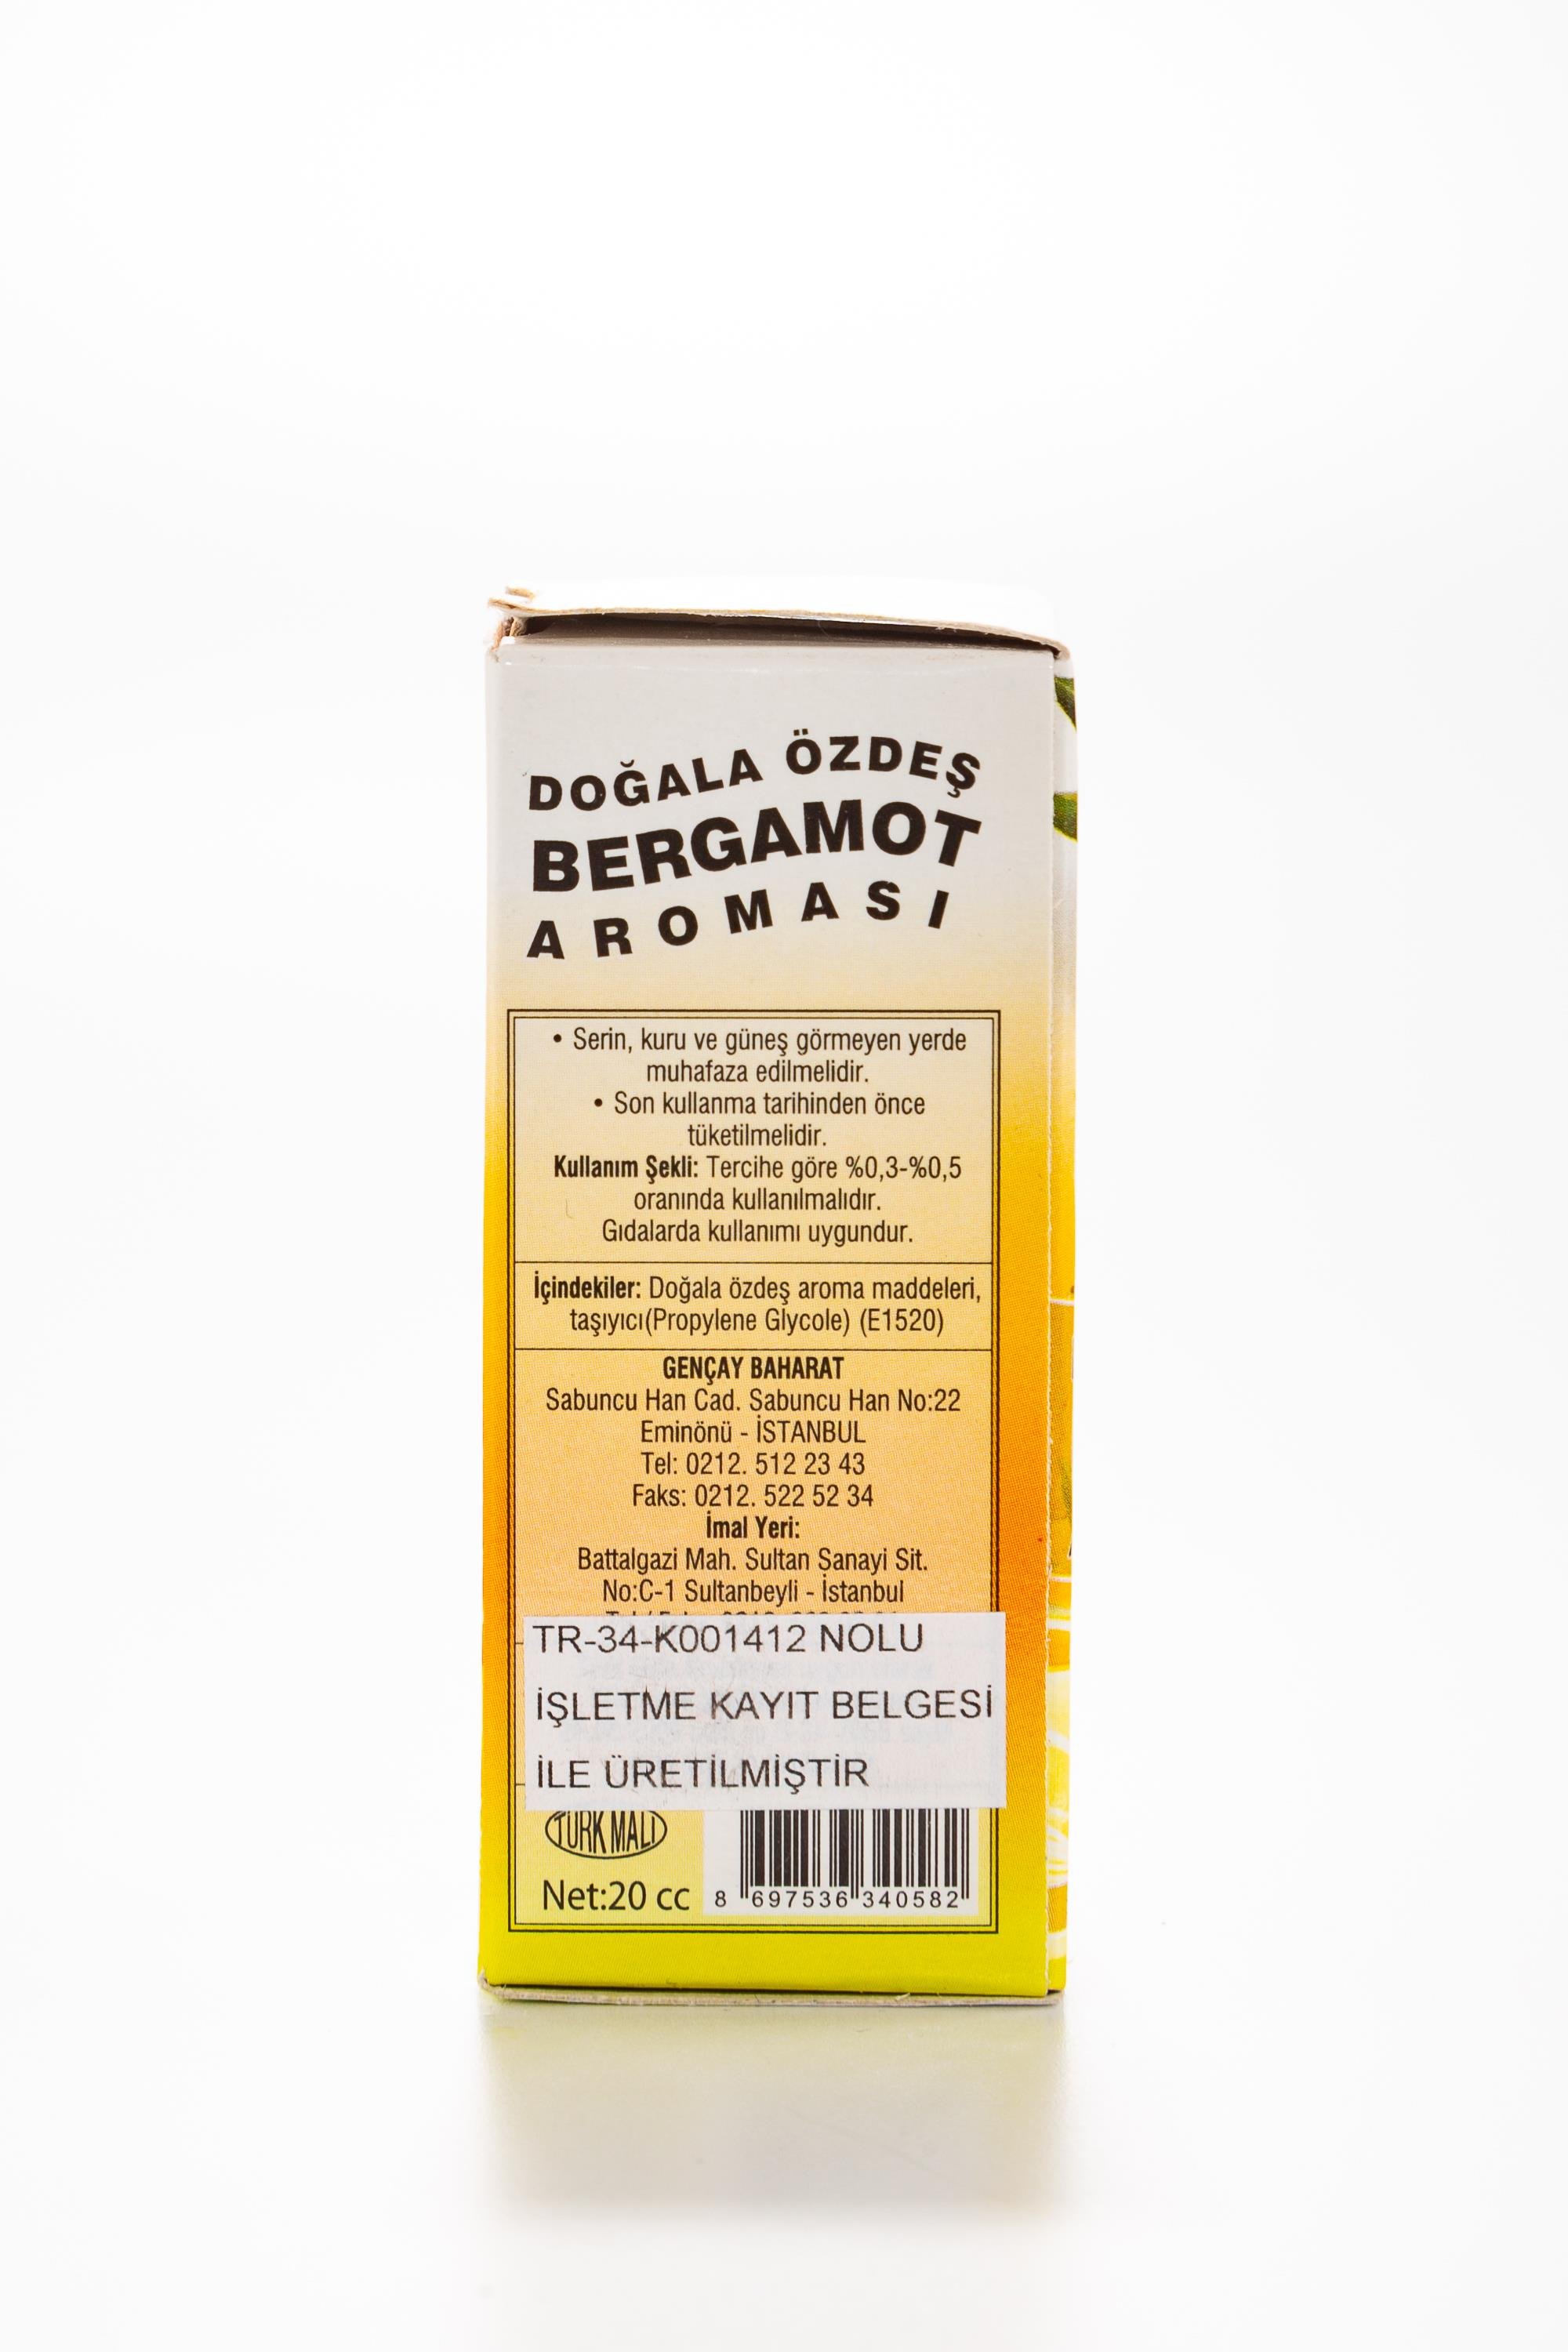 DOĞALA ÖZDEŞ
BERGAMOT
AROMASI
• Serin, kuru ve güneş görmeyen yerde
muhafaza edilmelidir.
• Son kullanma tarihinden önce
tüketilmelidir.
Kullanım Şekli: Tercihe göre %0,3-%0,5
oranında kullanılmalıdır.
Gıdalarda kullanımı uygundur.
İçindekiler: Doğala özdeş aroma maddeleri,
taşıyıcı(Propylene Glycole) (E1520)
GENÇAY BAHARAT
Sabuncu Han Cad. Sabuncu Han No:22
Eminönü - İSTANBUL
Tel: 0212. 512 23 43
Faks: 0212. 522 52 34
İmal Yeri:
Battalgazi Mah. Sultan Sanayi Sit.
No:C-1 Sultanbeyli - İstanbul
TR-34-K001412 NOLU
İŞLETME KAYIT BELGESİ
İLE ÜRETİLMİŞTİR
TÜRK MALI
Net:20 cc
8 697536 340582